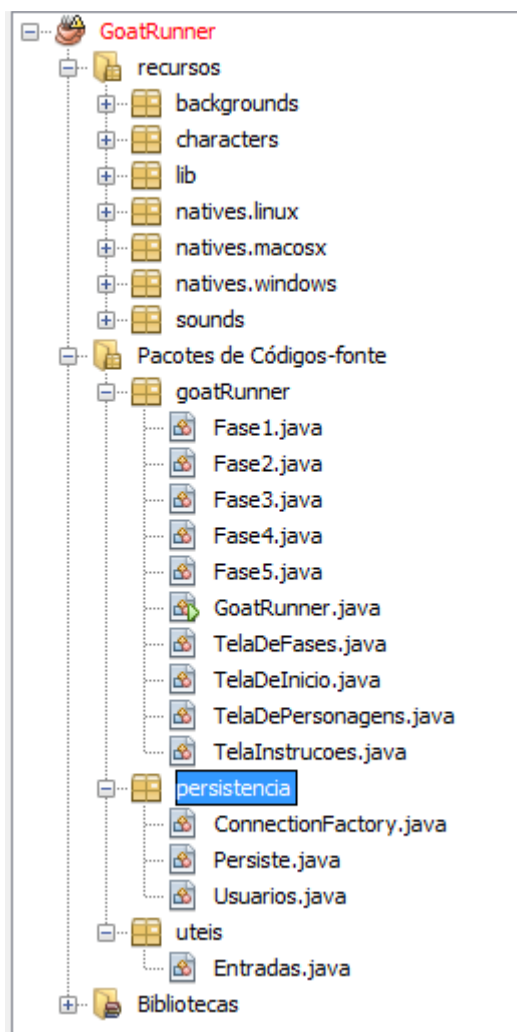 GoatRunner
recursos
backgrounds
characters
lib
natives.linux
natives.macosx
natives.windows
sounds
Pacotes de Códigos-fonte
goatRunner
Fase1.java
Fase2.java
Fase3.java
Fase4.java
Fase5.java
GoatRunner.java
TelaDeFases.java
TelaDeInicio.java
TelaDePersonagens.java
TelaInstrucoes.java
persistencia
ConnectionFactory.java
Persiste.java
Usuarios.java
uteis
Entradas.java
Bibliotecas